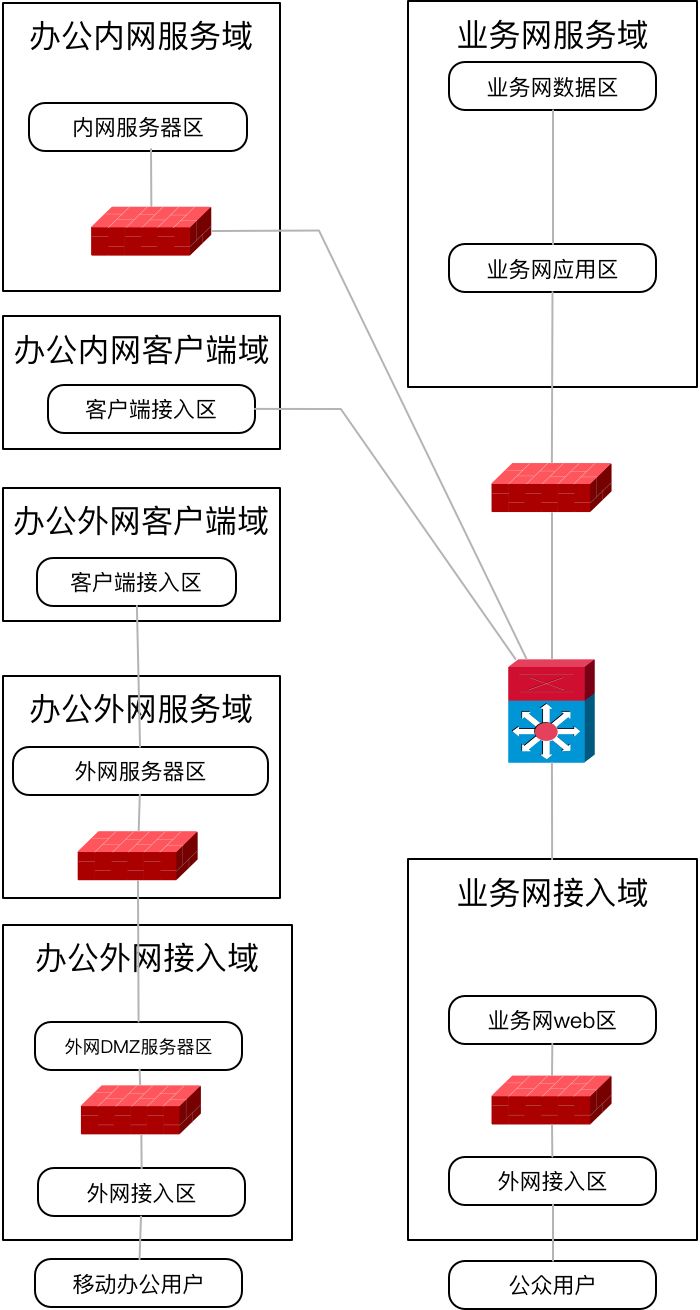 办公内网服务域
内网服务器区
办公内网客户端域
客户端接入区
办公外网客户端域
客户端接入区
办公外网服务域
外网服务器区
办公外网接入域
外网DMZ服务器区
外网接入区
移动办公用户
业务网服务域
业务网数据区
业务网应用区
业务网接入域
业务网web区
外网接入区
公众用户